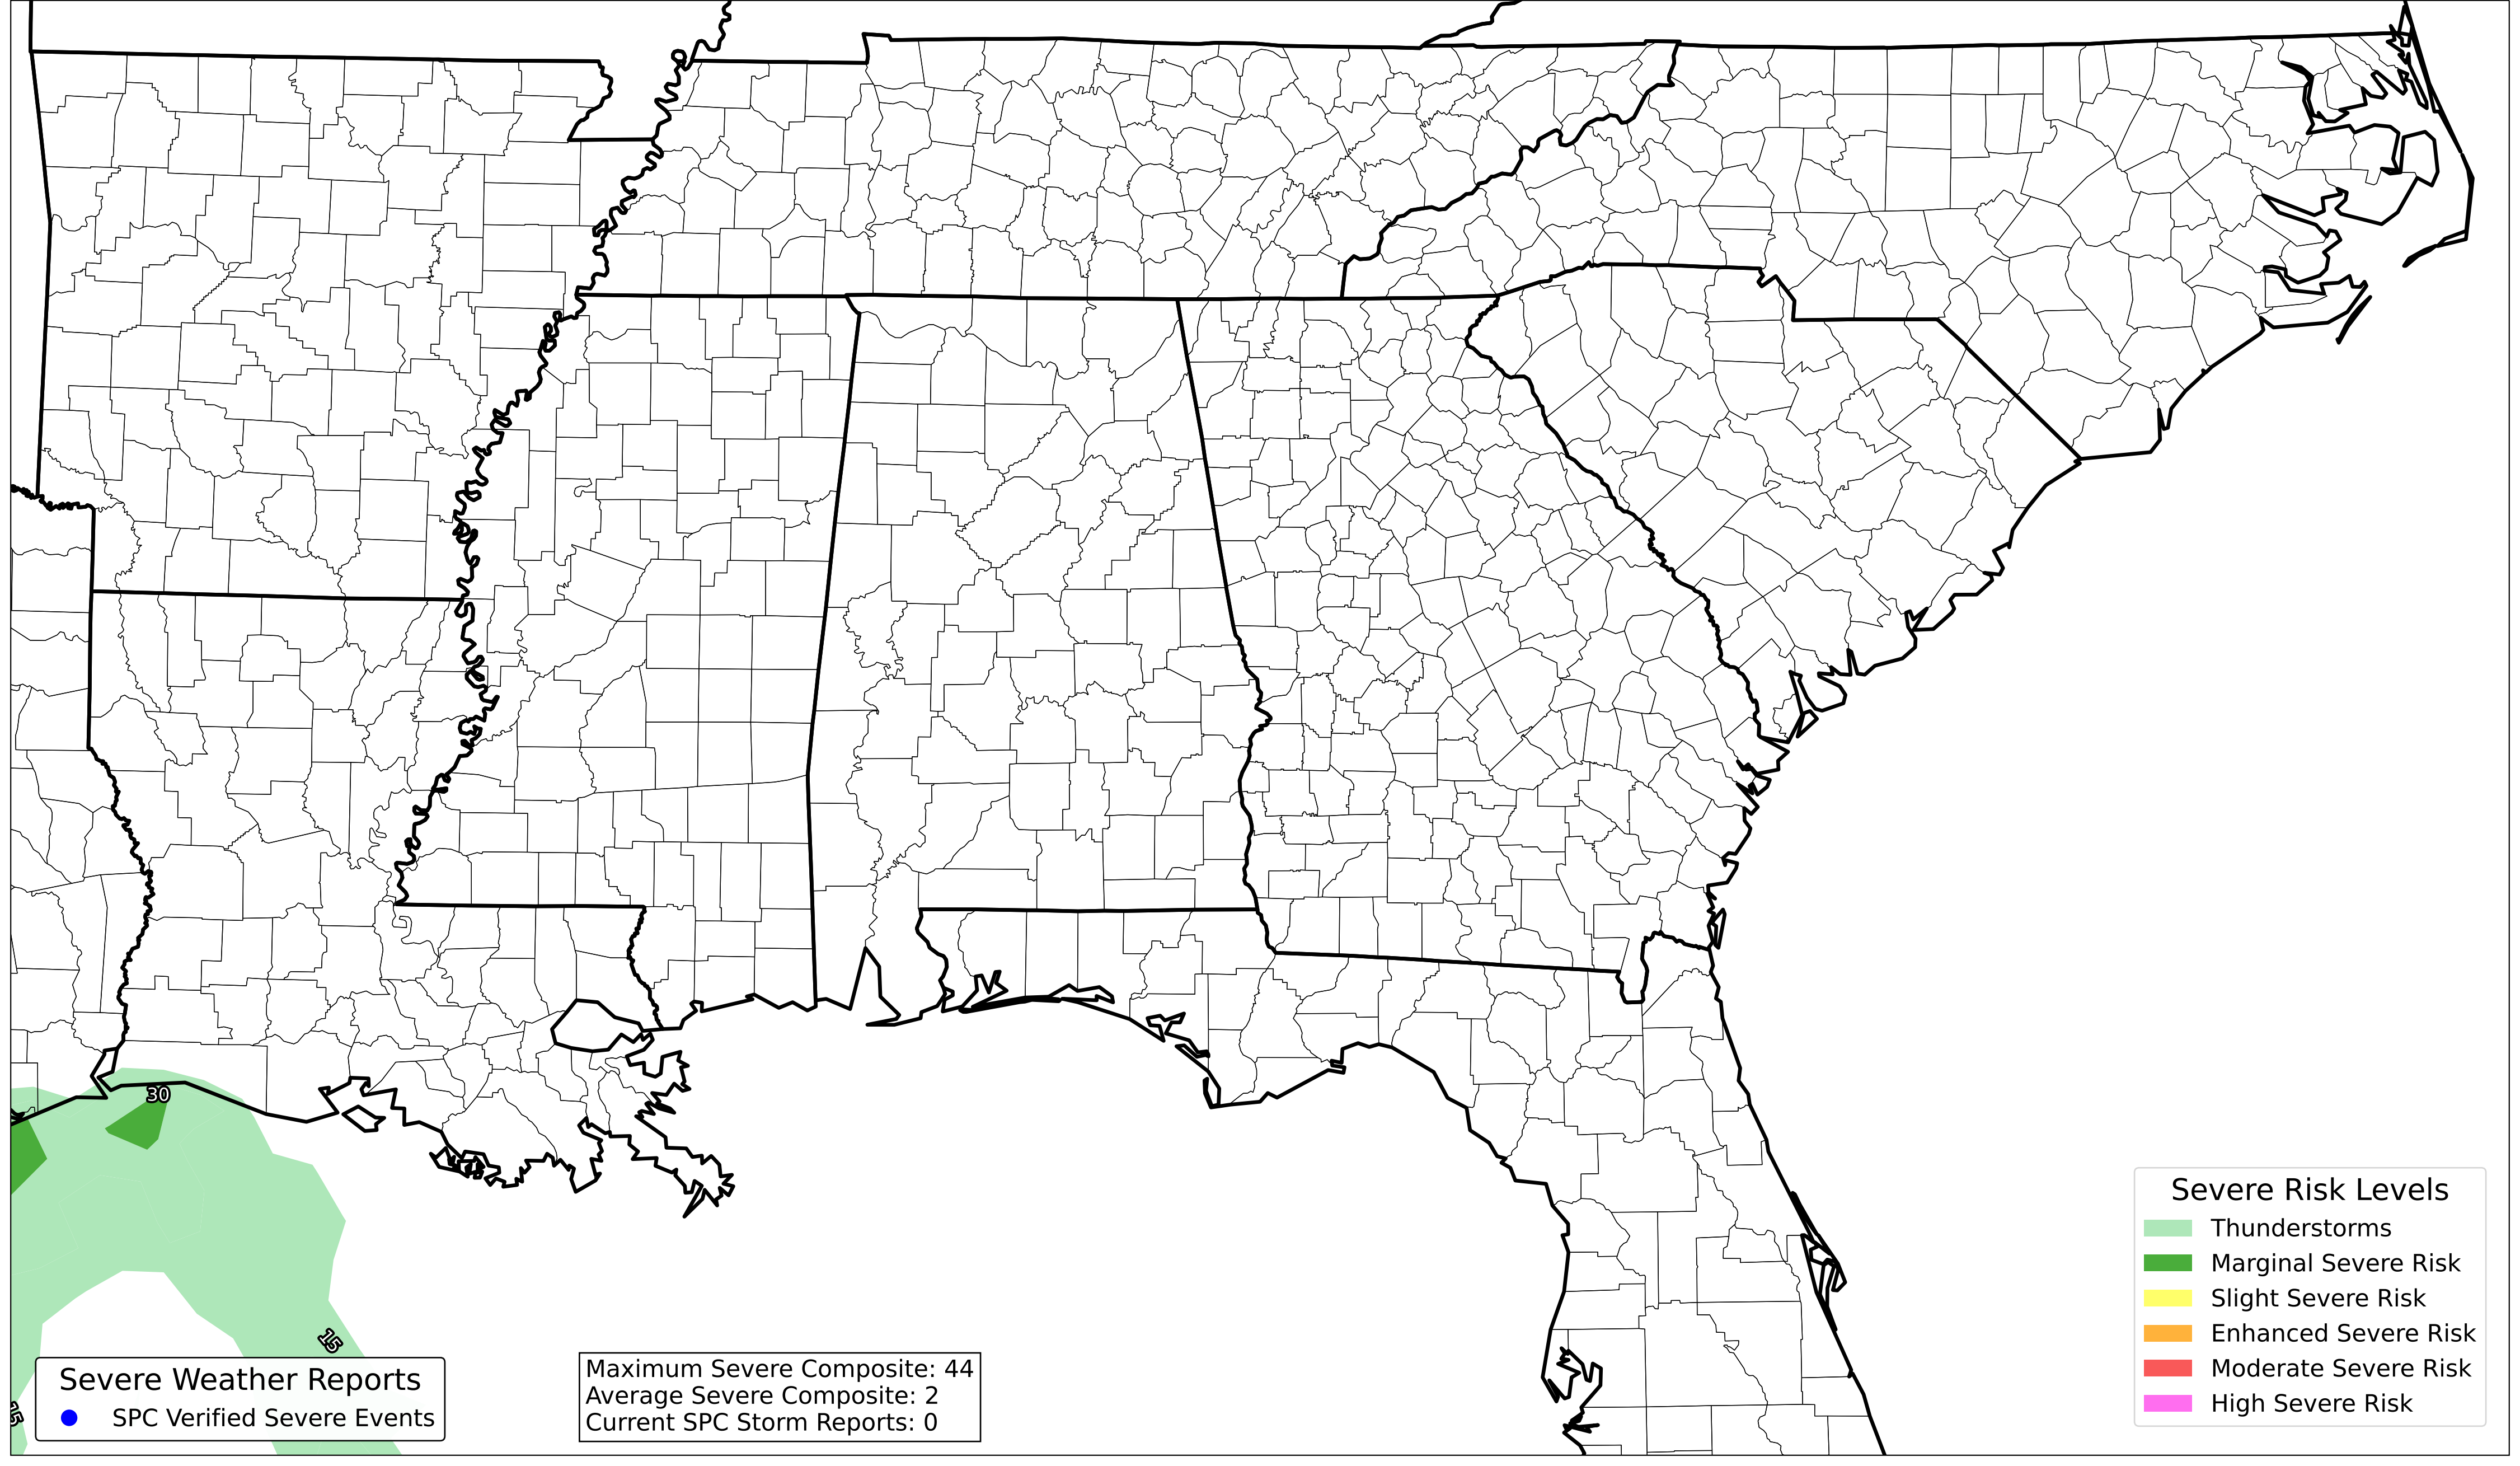 30
15
15
Severe Weather Reports
SPC Verified Severe Events
Maximum Severe Composite: 44
Average Severe Composite: 2
Current SPC Storm Reports: 0
Severe Risk Levels
Thunderstorms
Marginal Severe Risk
Slight Severe Risk
Enhanced Severe Risk
Moderate Severe Risk
High Severe Risk